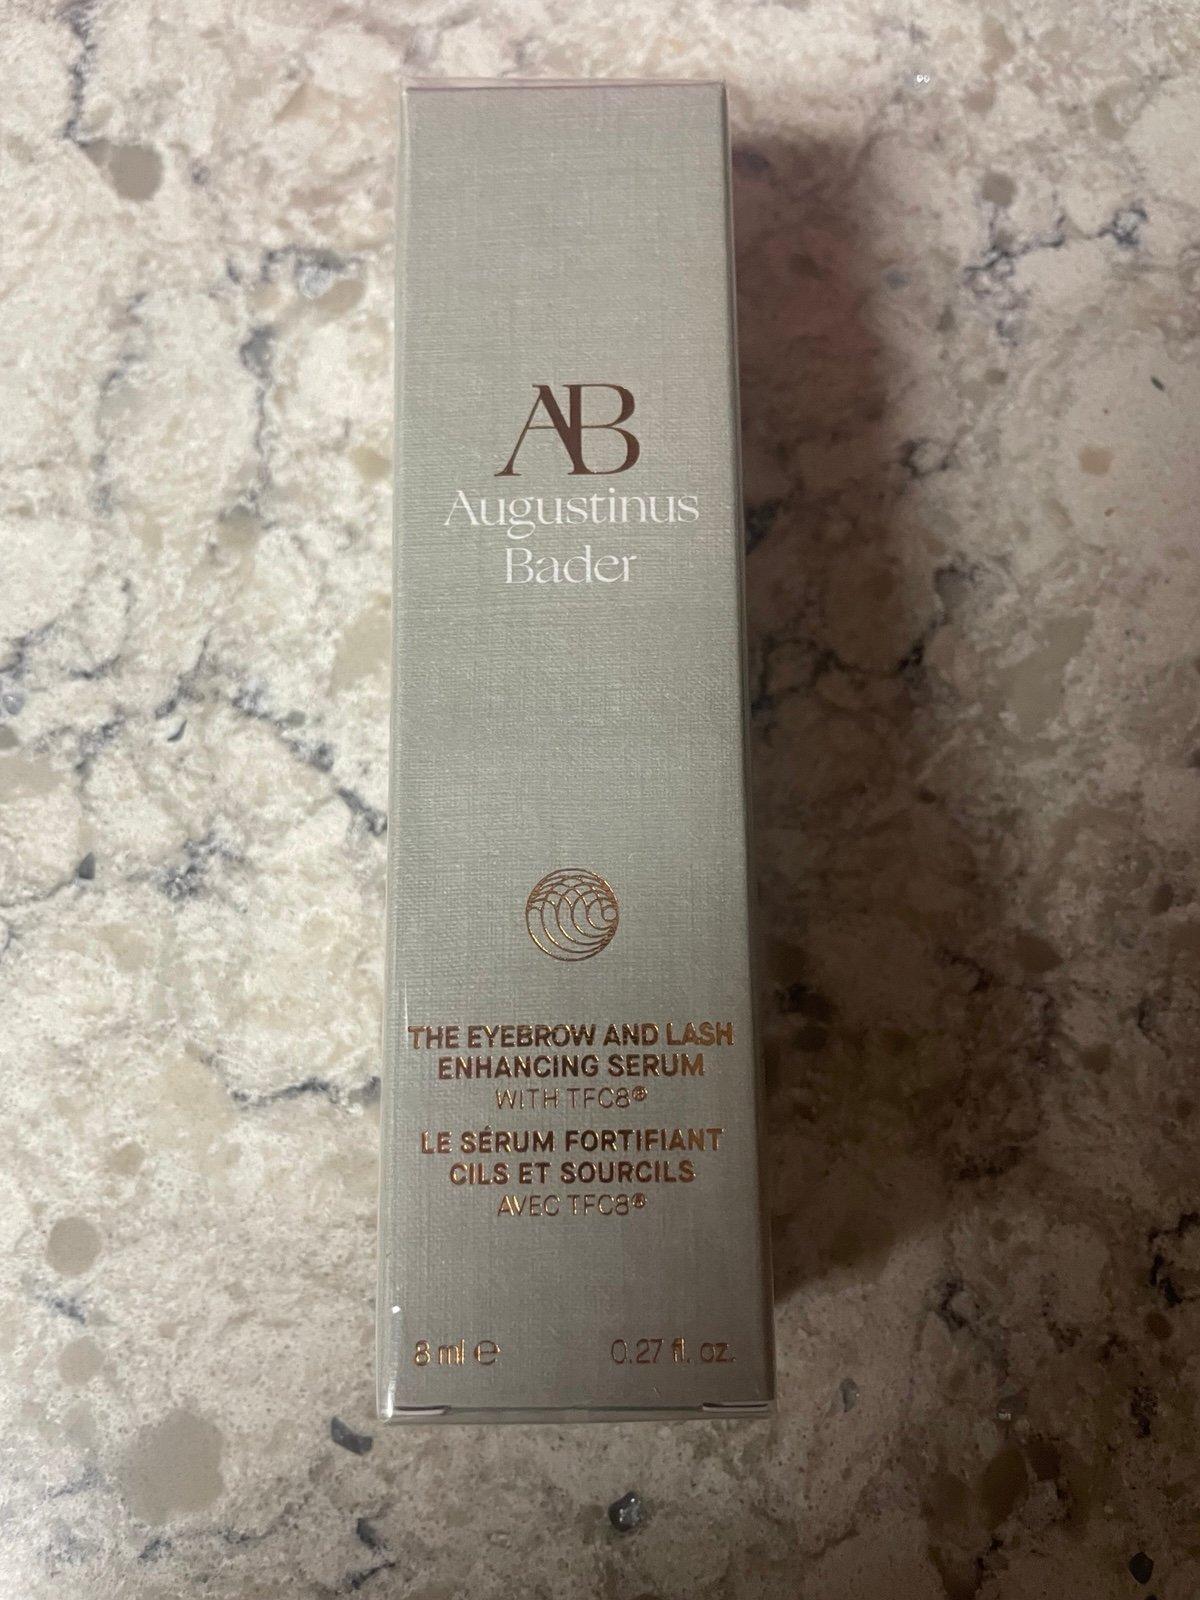 AB
Augustinus
Bader
THE EYEBROW AND LASH
ENHANCING SERUM
WITH TFC8®
LE SÉRUM FORTIFIANT
CILS ET SOURCILS
AVEC TFC8®
8 ml ℮ 0.27 fl. oz.